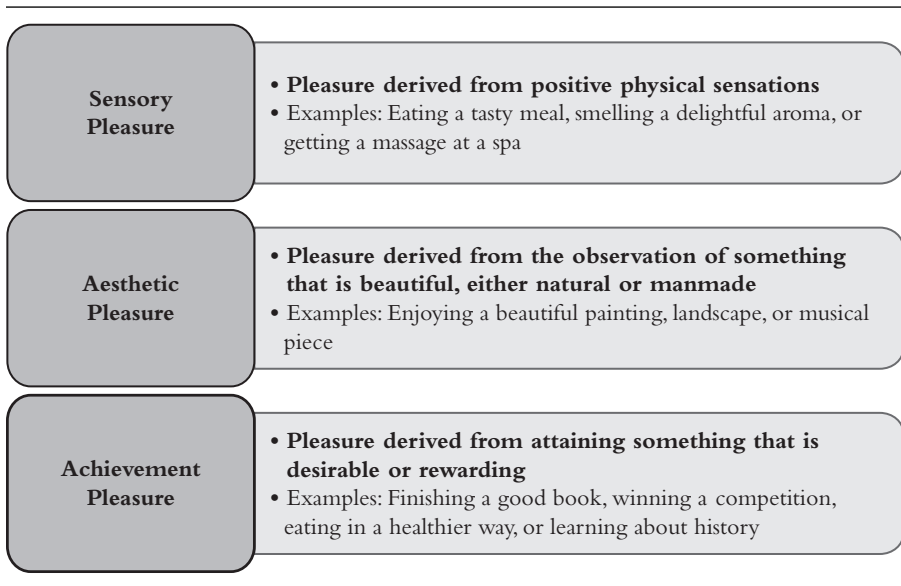 Sensory
Pleasure
• Pleasure derived from positive physical sensations
• Examples: Eating a tasty meal, smelling a delightful aroma, or
getting a massage at a spa
Aesthetic
Pleasure
• Pleasure derived from the observation of something
that is beautiful, either natural or manmade
• Examples: Enjoying a beautiful painting, landscape, or musical
piece
Achievement
Pleasure
• Pleasure derived from attaining something that is
desirable or rewarding
• Examples: Finishing a good book, winning a competition,
eating in a healthier way, or learning about history